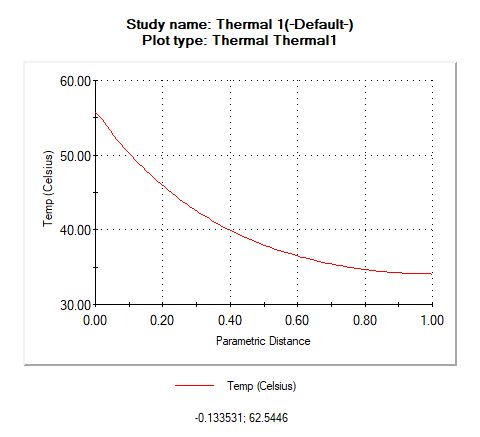 Study name: Thermal 1(-Default-)
Plot type: Thermal Thermal1
60.00
50.00
40.00
30.00
Temp (Celsius)
0.00 0.20 0.40 0.60 0.80 1.00
Parametric Distance
Temp (Celsius)
-0.133531; 62.5446